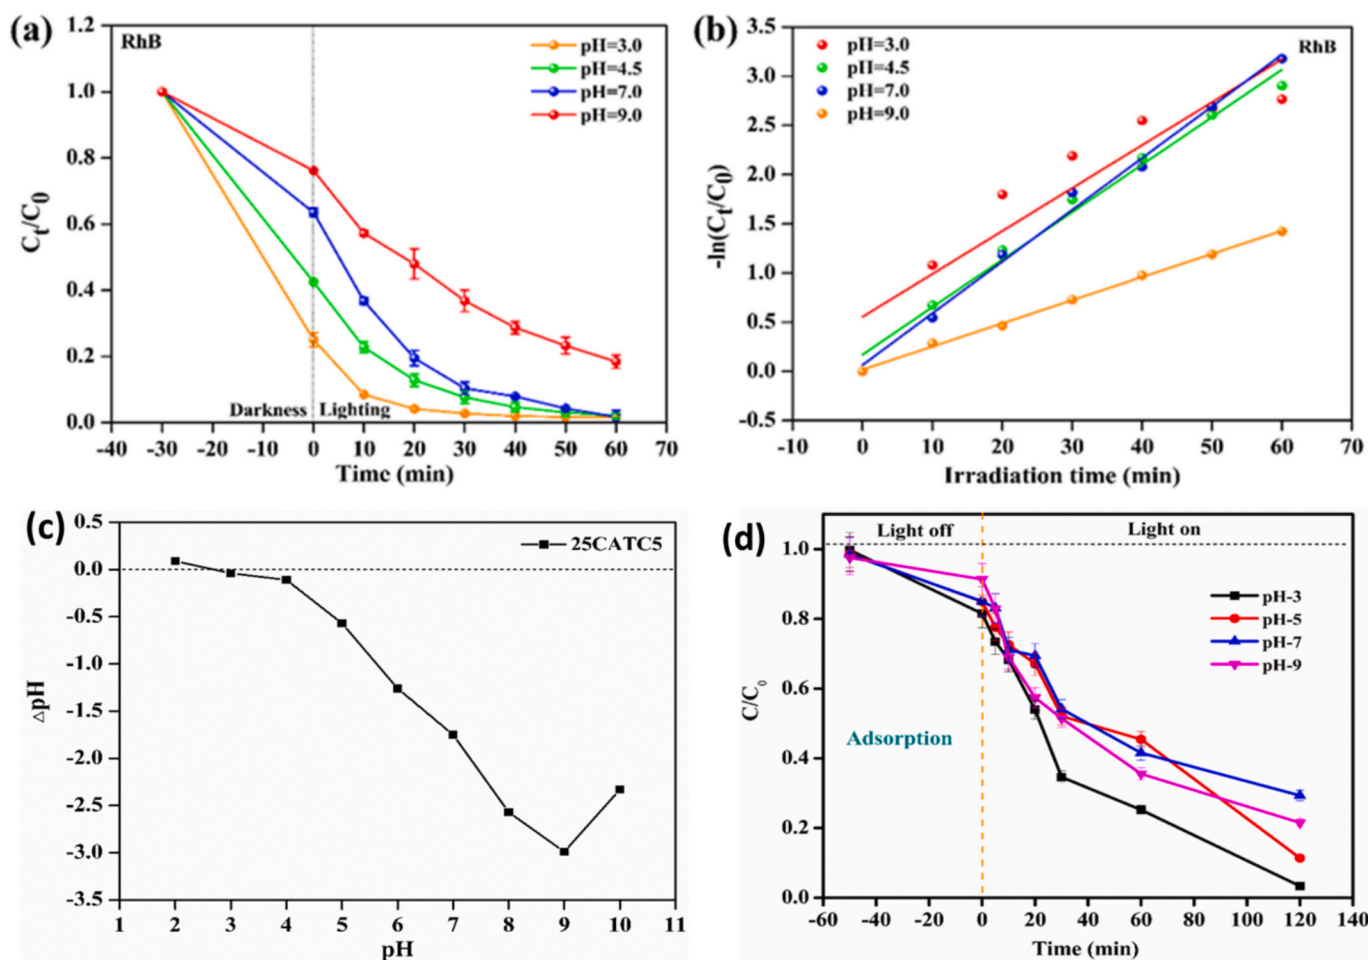 (a)
RhB
pH=3.0
pH=4.5
pH=7.0
pH=9.0
1.2
1.0
0.8
0.6
0.4
0.2
0.0
Ct/C0
Darkness
Lighting
-40 -30 -20 -10 0 10 20 30 40 50 60 70
Time (min)
(b)
RhB
pH=3.0
pH=4.5
pH=7.0
pH=9.0
3.5
3.0
2.5
2.0
1.5
1.0
0.5
0.0
-0.5
-ln(Ct/C0)
-10 0 10 20 30 40 50 60 70
Irradiation time (min)
(c)
25CATC5
0.5
0.0
-0.5
-1.0
-1.5
-2.0
-2.5
-3.0
-3.5
△pH
1 2 3 4 5 6 7 8 9 10 11
pH
(d)
Light off
Light on
pH-3
pH-5
pH-7
pH-9
Adsorption
1.0
0.8
0.6
0.4
0.2
0.0
C/C0
-60 -40 -20 0 20 40 60 80 100 120 140
Time (min)